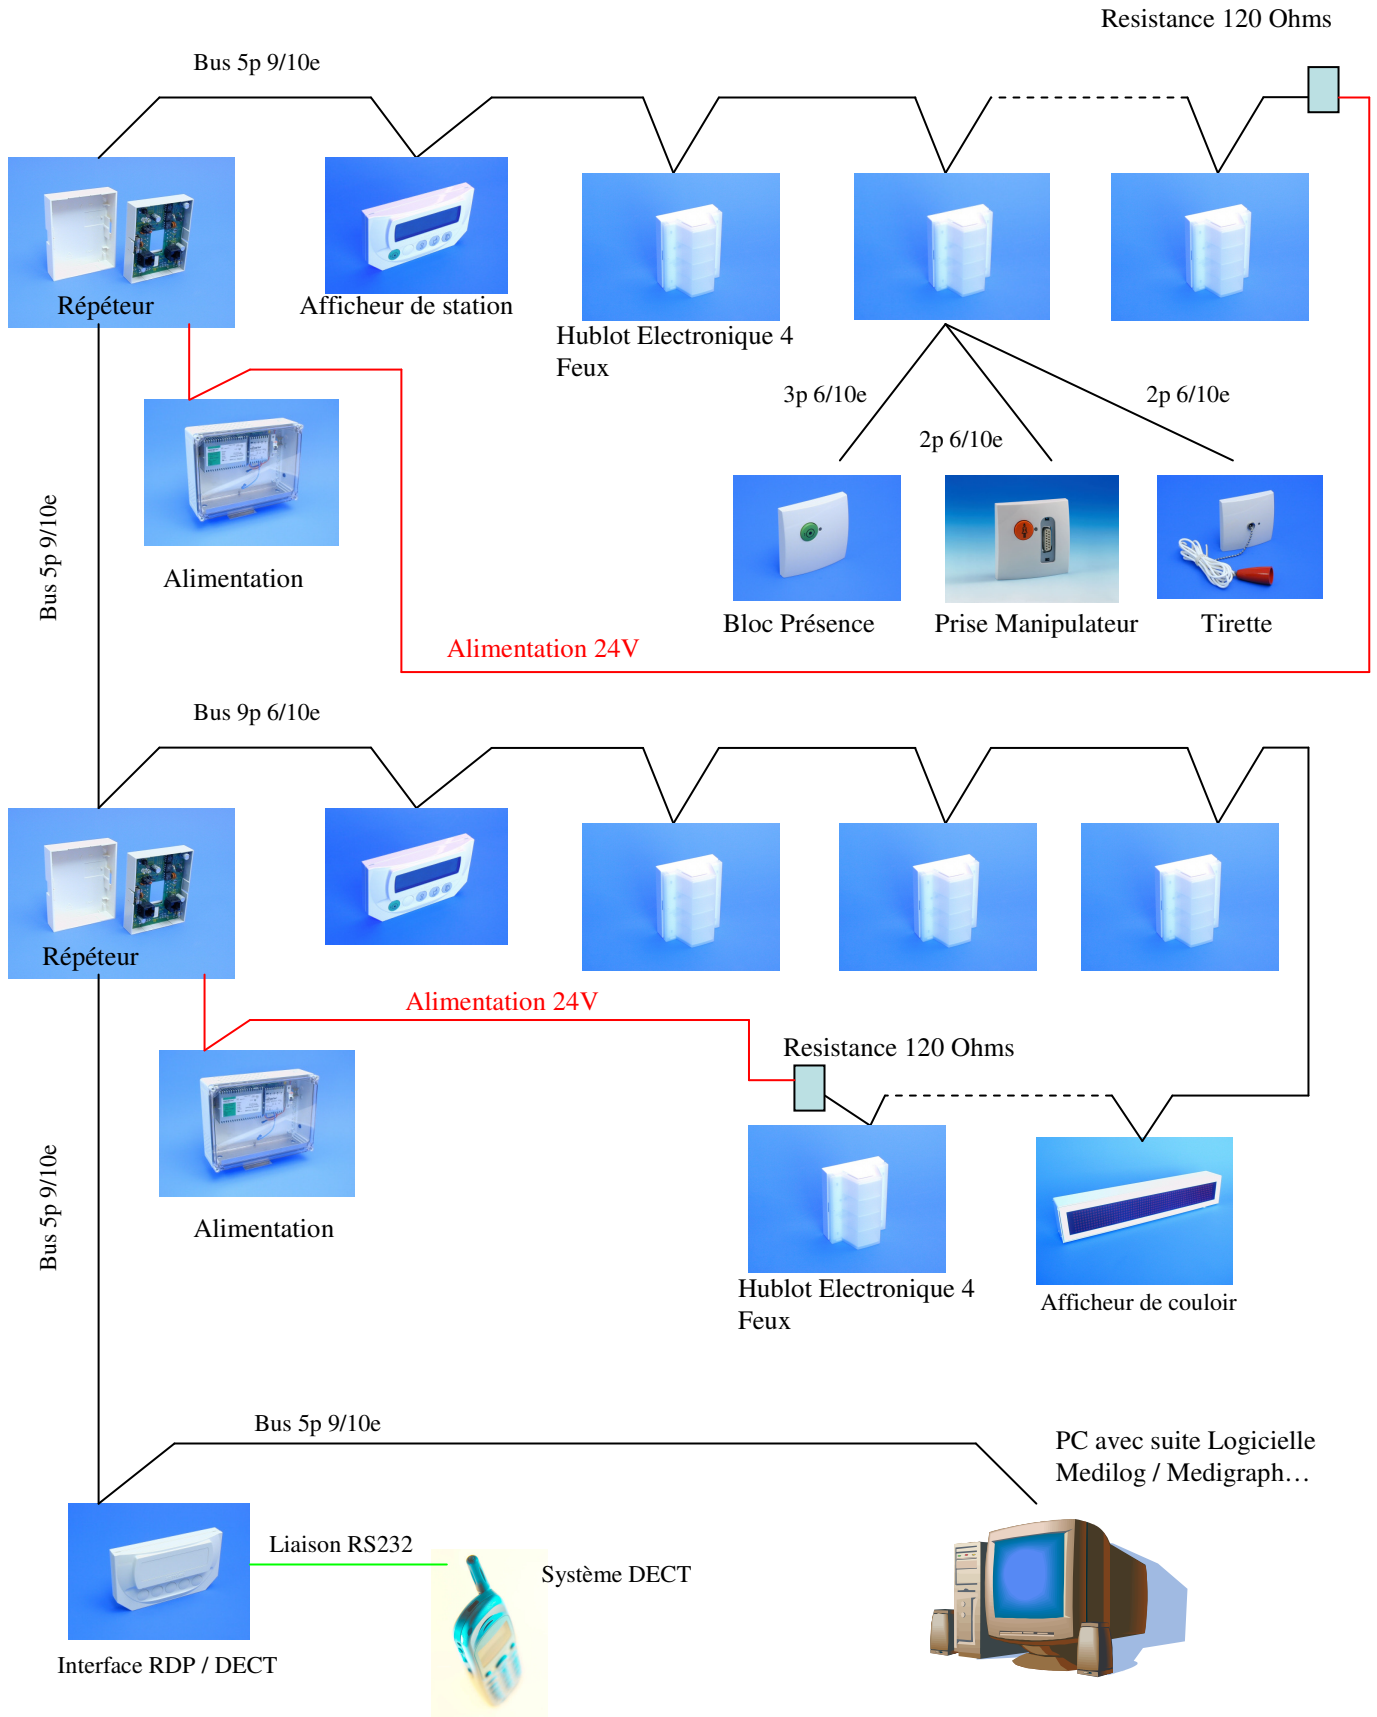 Resistance 120 Ohms
Bus 5p 9/10e
Répéteur
Afficheur de station
Hublot Electronique 4
Feux
3p 6/10e
2p 6/10e
2p 6/10e
Bus 5p 9/10e
Alimentation
Bloc Présence
Prise Manipulateur
Tirette
Alimentation 24V
Bus 9p 6/10e
Répéteur
Alimentation 24V
Resistance 120 Ohms
Bus 5p 9/10e
Alimentation
Hublot Electronique 4
Feux
Afficheur de couloir
Bus 5p 9/10e
PC avec suite Logicielle
Medilog / Medigraph…
Liaison RS232
Système DECT
Interface RDP / DECT